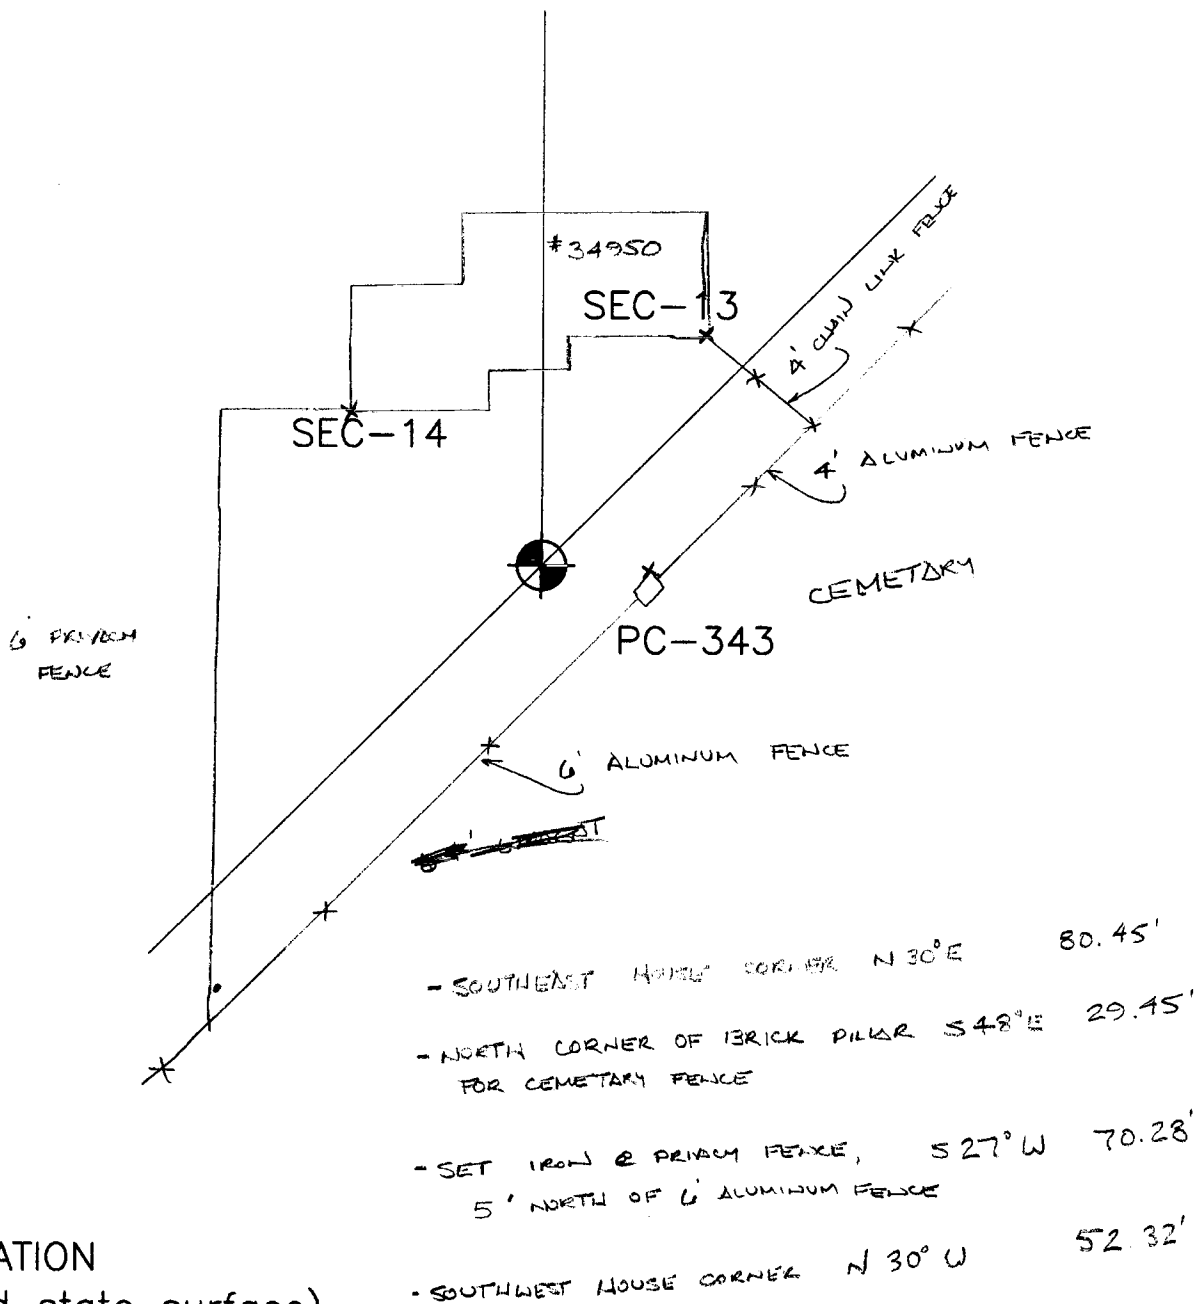 #34950
SEC-13
4' CHAIN LINK FENCE
SEC-14
4' ALUMINUM FENCE
CEMETARY
6' PRIVACY
FENCE
PC-343
6' ALUMINUM FENCE
- SOUTHEAST HOUSE CORNER N 30°E 80.45'
- NORTH CORNER OF BRICK PILLAR S 48°E 29.45'
FOR CEMETARY FENCE
- SET IRON @ PRIVACY FENCE, S 27° W 70.28'
5' NORTH OF 6' ALUMINUM FENCE
- SOUTHWEST HOUSE CORNER N 30° W 52.32'
ATION
state surface)